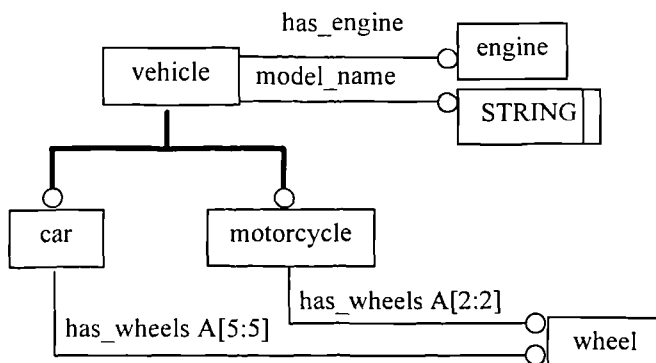 has_engine
engine
vehicle
model_name
STRING
car
motorcycle
has_wheels A[2:2]
has_wheels A[5:5]
wheel